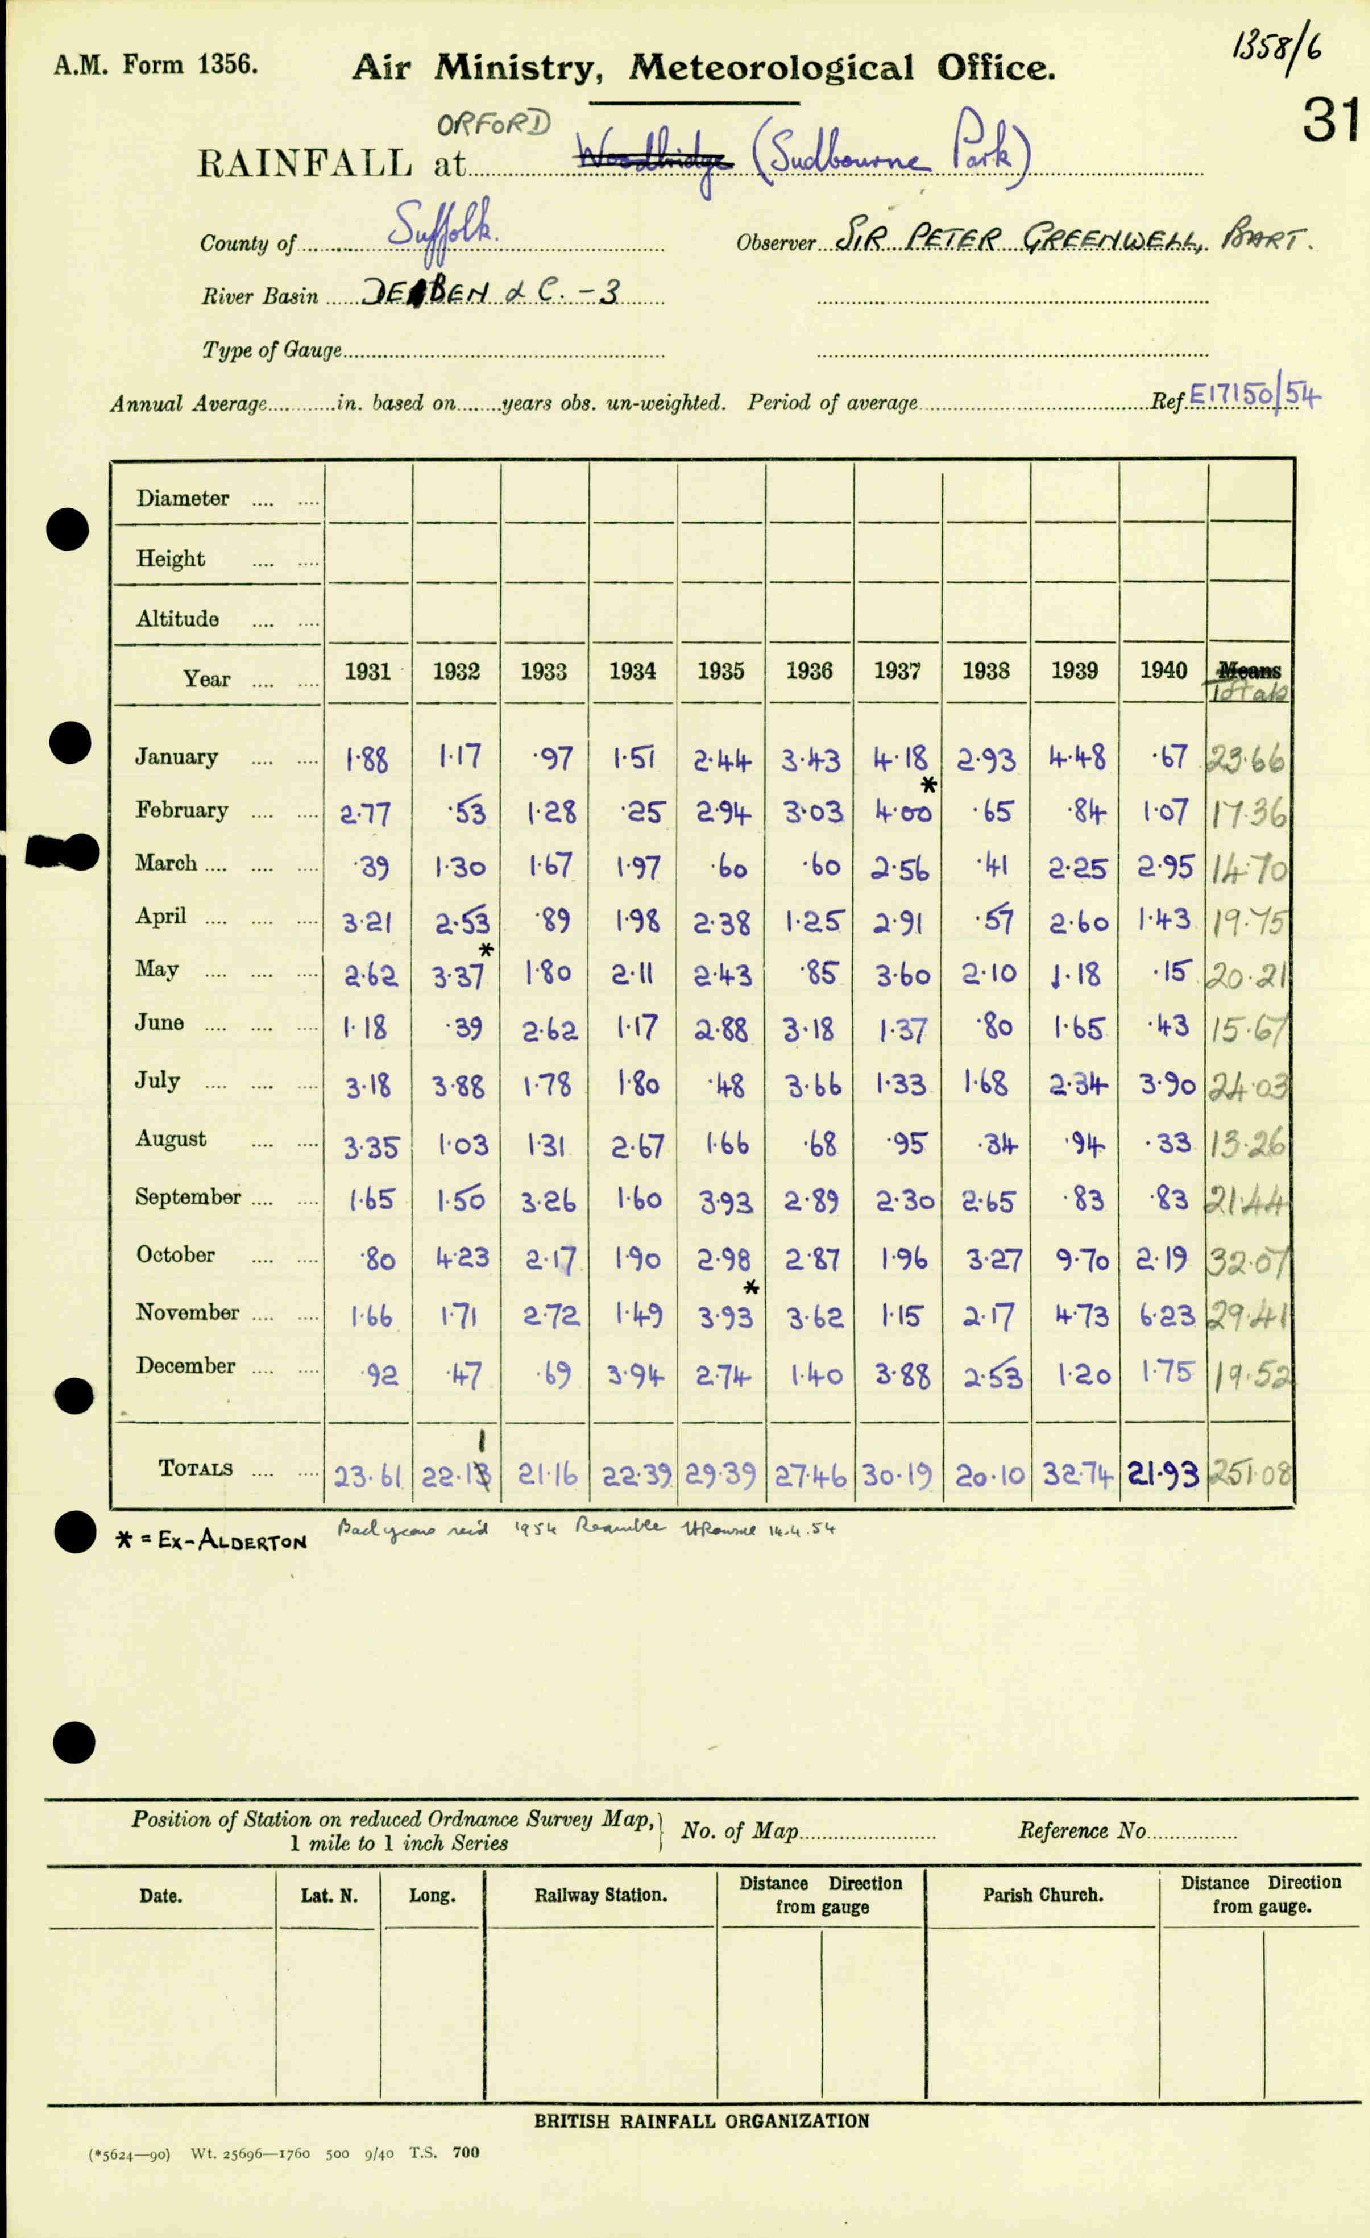 1358/6
A.M. Form 1356. Air Ministry, Meteorological Office.
31
ORFORD
RAINFALL at Woodbridge (Sudbourne Park)
County of Suffolk. Observer SIR PETER GREENWELL, BART.
River Basin DEBEN & C. - 3
Type of Gauge
Annual Average in. based on years obs. un-weighted. Period of average Ref. E17150/54
Diameter
Height
Altitude
Year 1931 1932 1933 1934 1935 1936 1937 1938 1939 1940 Means
Totals
January 1.88 1.17 .97 1.51 2.44 3.43 4.18 2.93 4.48 .67 23.66
*
February 2.77 .53 1.28 .25 2.94 3.03 4.00 .65 .84 1.07 17.36
March .39 1.30 1.67 1.97 .60 .60 2.56 .41 2.25 2.95 14.70
April 3.21 2.53 .89 1.98 2.38 1.25 2.91 .57 2.60 1.43 19.75
*
May 2.62 3.37 1.80 2.11 2.43 .85 3.60 2.10 1.18 .15 20.21
June 1.18 .39 2.62 1.17 2.88 3.18 1.37 .80 1.65 .43 15.67
July 3.18 3.88 1.78 1.80 .48 3.66 1.33 1.68 2.34 3.90 24.03
August 3.35 1.03 1.31 2.67 1.66 .68 .95 .34 .94 .33 13.26
September 1.65 1.50 3.26 1.60 3.93 2.89 2.30 2.65 .83 .83 21.44
October .80 4.23 2.17 1.90 2.98 2.87 1.96 3.27 9.70 2.19 32.07
*
November 1.66 1.71 2.72 1.49 3.93 3.62 1.15 2.17 4.73 6.23 29.41
December .92 .47 .69 3.94 2.74 1.40 3.88 2.53 1.20 1.75 19.52
1
TOTALS 23.61 22.13 21.16 22.39 29.39 27.46 30.19 20.10 32.74 21.93 251.08
* = EX-ALDERTON Back years rec'd 1954 14.4.54
Position of Station on reduced Ordnance Survey Map,} No. of Map Reference No.
1 mile to 1 inch Series
Date. Lat. N. Long. Railway Station. Distance Direction from gauge Parish Church. Distance Direction from gauge.
BRITISH RAINFALL ORGANIZATION
(*5624—90) Wt. 25696—1760 500 9/40 T.S. 700